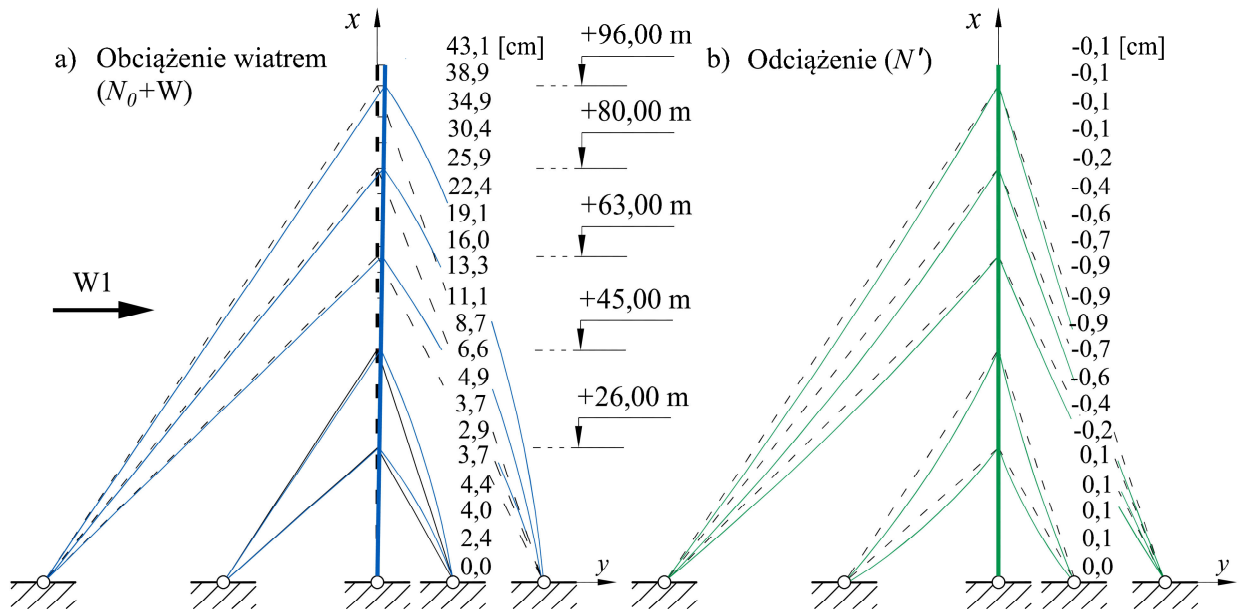 x
a) Obciążenie wiatrem
(N₀+W)
43,1 [cm]
38,9
34,9
30,4
25,9
22,4
19,1
16,0
13,3
11,1
8,7
6,6
4,9
3,7
2,9
3,7
4,4
4,0
2,4
0,0
+96,00 m
+80,00 m
+63,00 m
+45,00 m
+26,00 m
W1
y
x
b) Odciążenie (N')
-0,1 [cm]
-0,1
-0,1
-0,1
-0,2
-0,4
-0,6
-0,7
-0,9
-0,9
-0,9
-0,7
-0,6
-0,4
-0,2
0,1
0,1
0,1
0,1
0,0
y